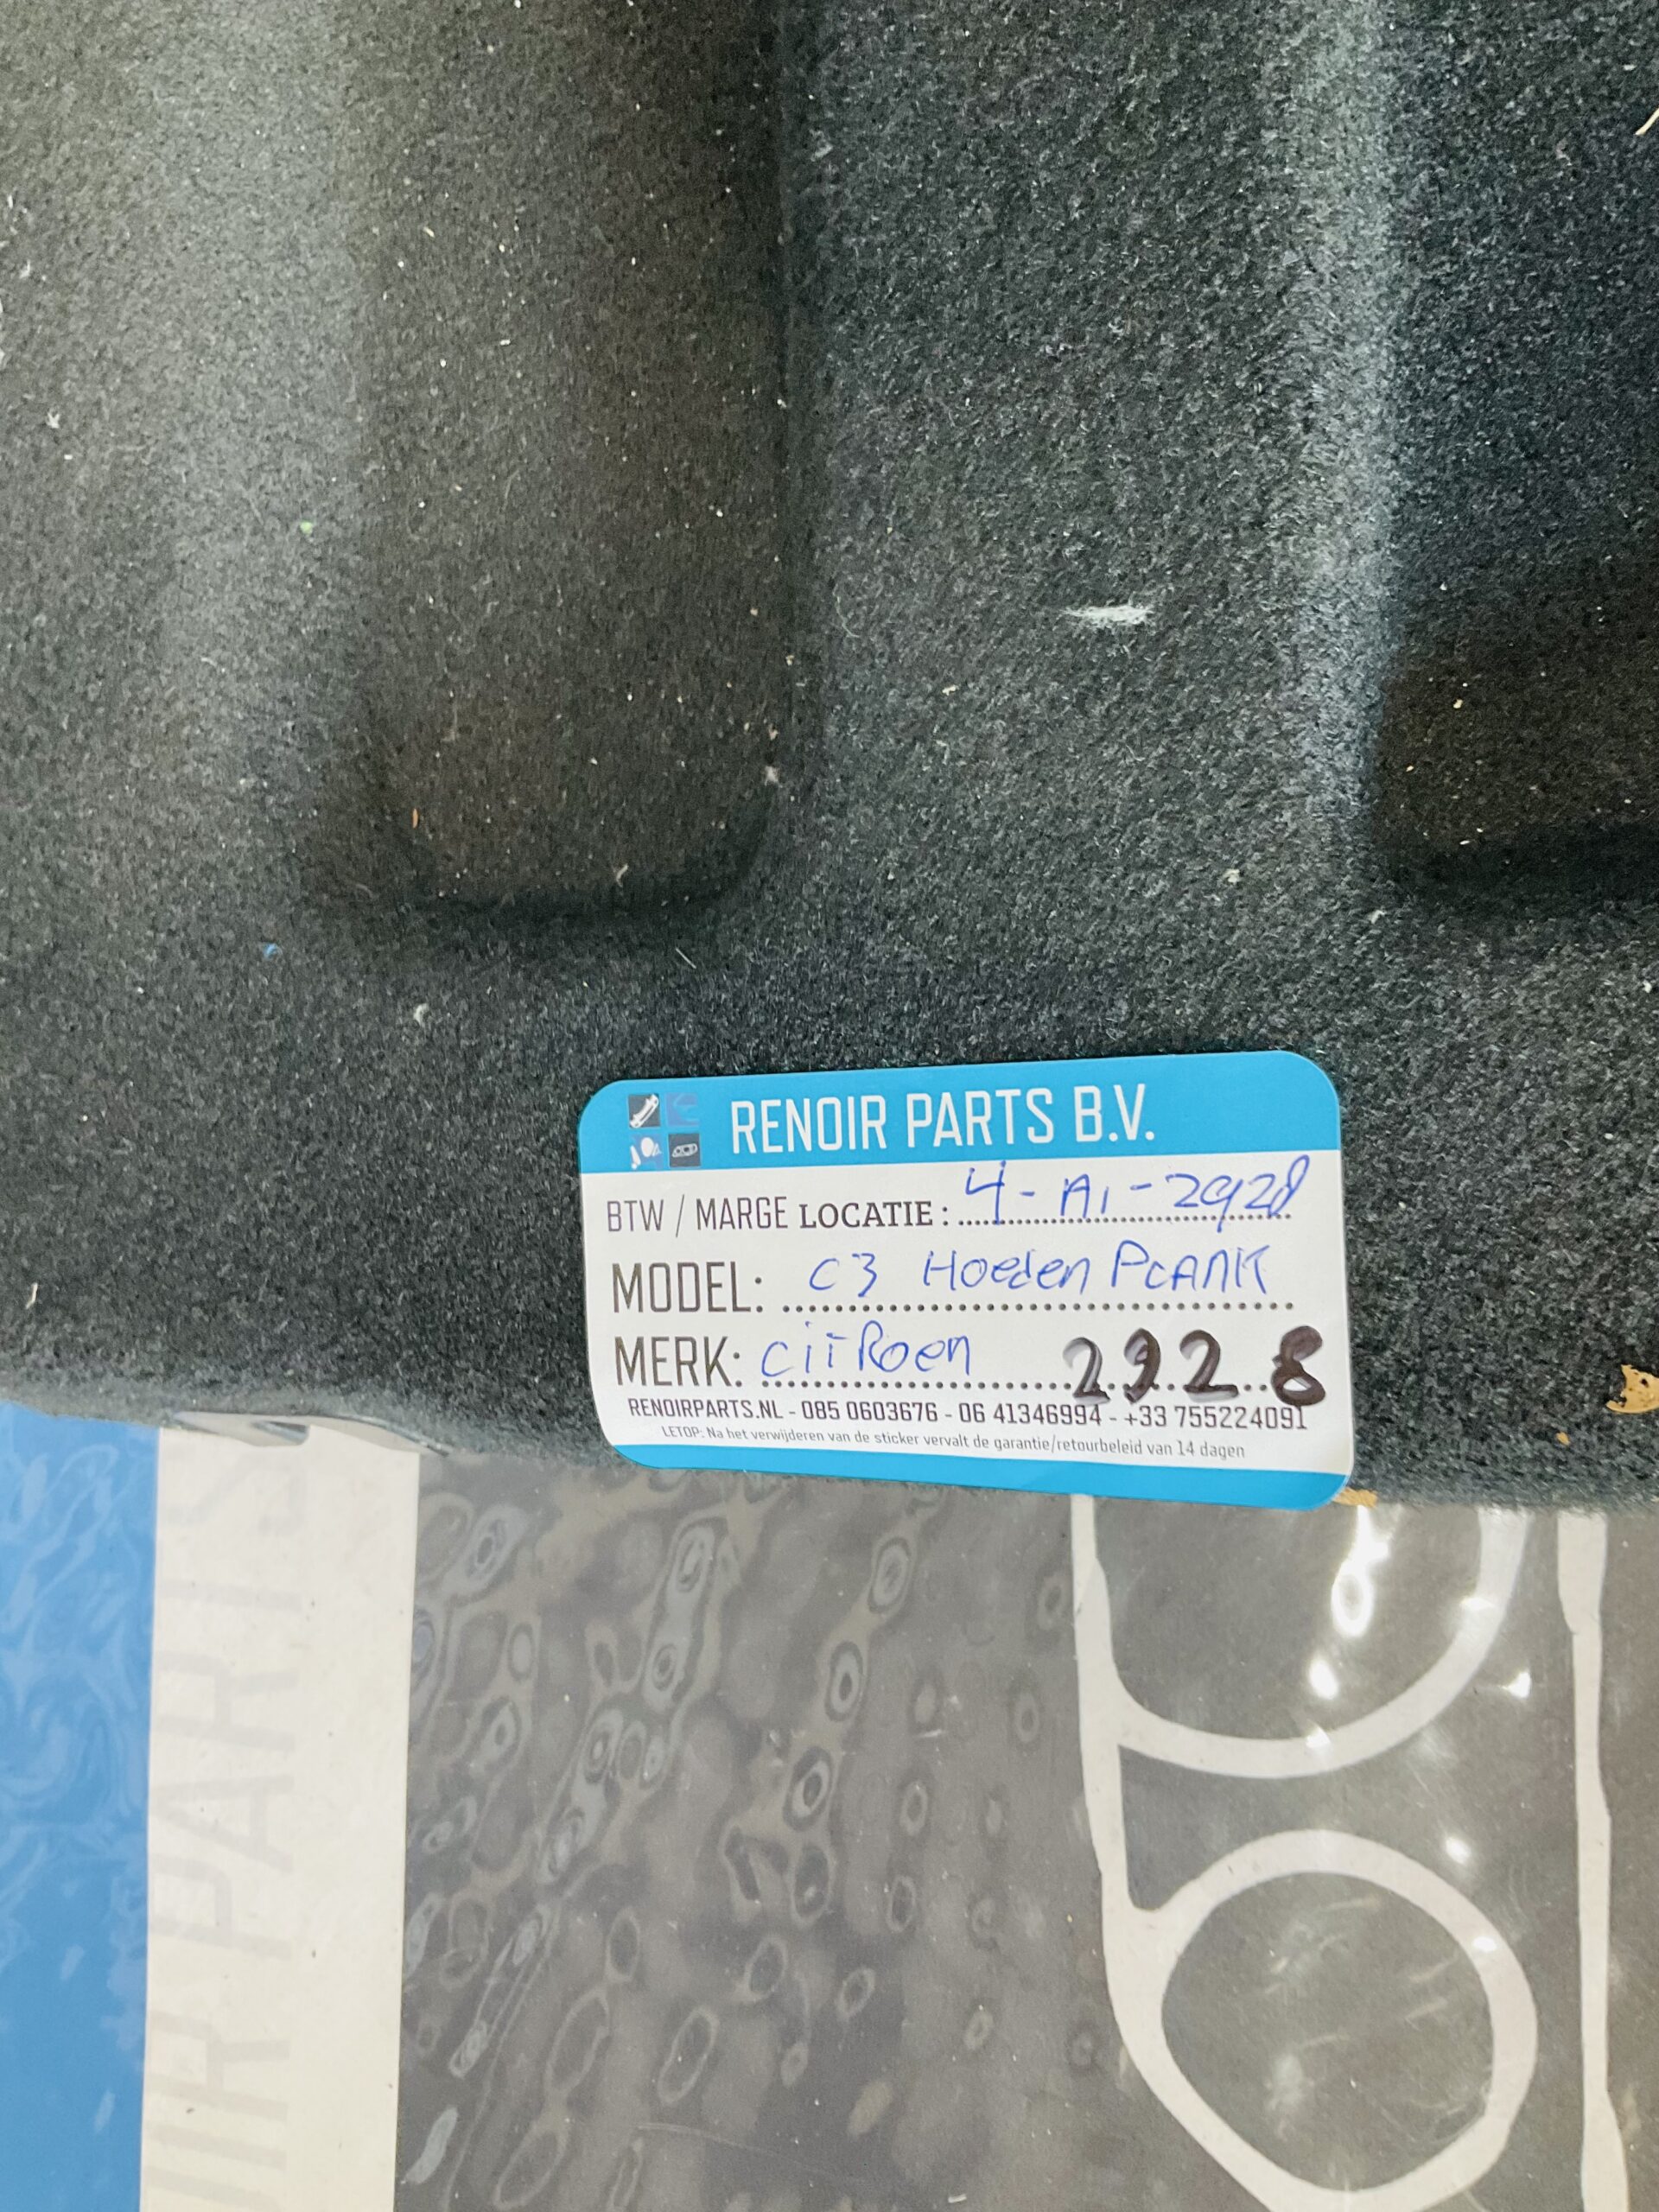 RENOIR PARTS B.V.
BTW / MARGE LOCATIE: 4-A1-2928
MODEL: C3 Hoeden PLANK
MERK: CiTRoen 2928
RENOIRPARTS.NL - 085 0603676 - 06 41346994 - +33 755224091
LETOP: Na het verwijderen van de sticker vervalt de garantie/retourbeleid van 14 dagen